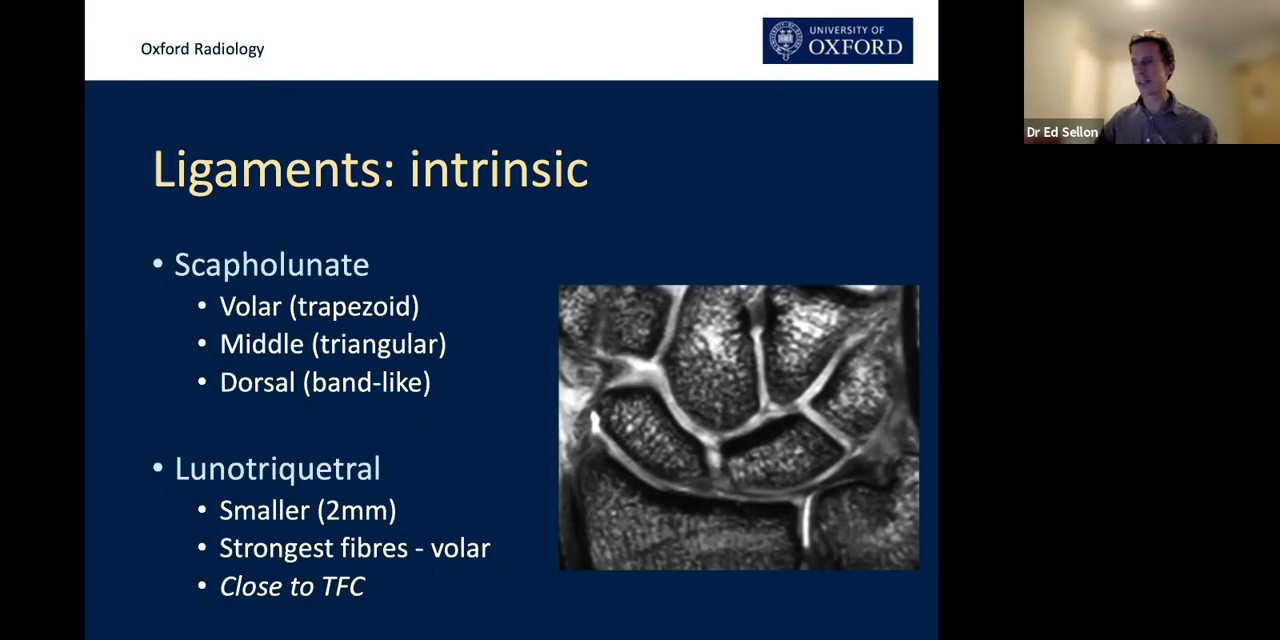 Oxford Radiology
UNIVERSITY OF
OXFORD
Dr Ed Sellon
Ligaments: intrinsic
• Scapholunate
• Volar (trapezoid)
• Middle (triangular)
• Dorsal (band-like)
• Lunotriquetral
• Smaller (2mm)
• Strongest fibres - volar
• Close to TFC